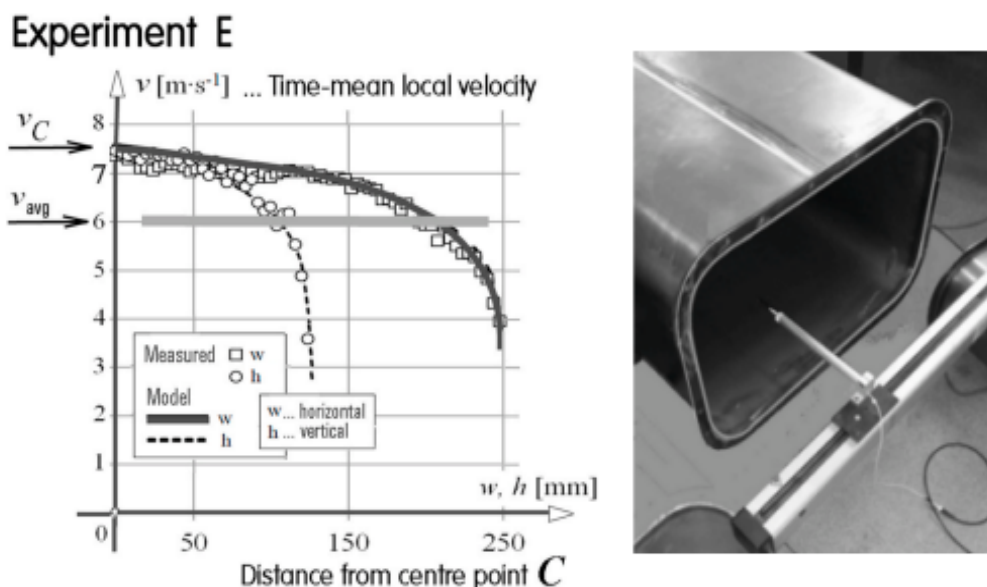 Experiment E
v [m·s⁻¹] ... Time-mean local velocity
v_C
v_avg
8
7
6
5
4
3
2
1
Measured □ w
○ h
Model
w
h
w... horizontal
h ... vertical
w, h [mm]
0
50
150
250
Distance from centre point C